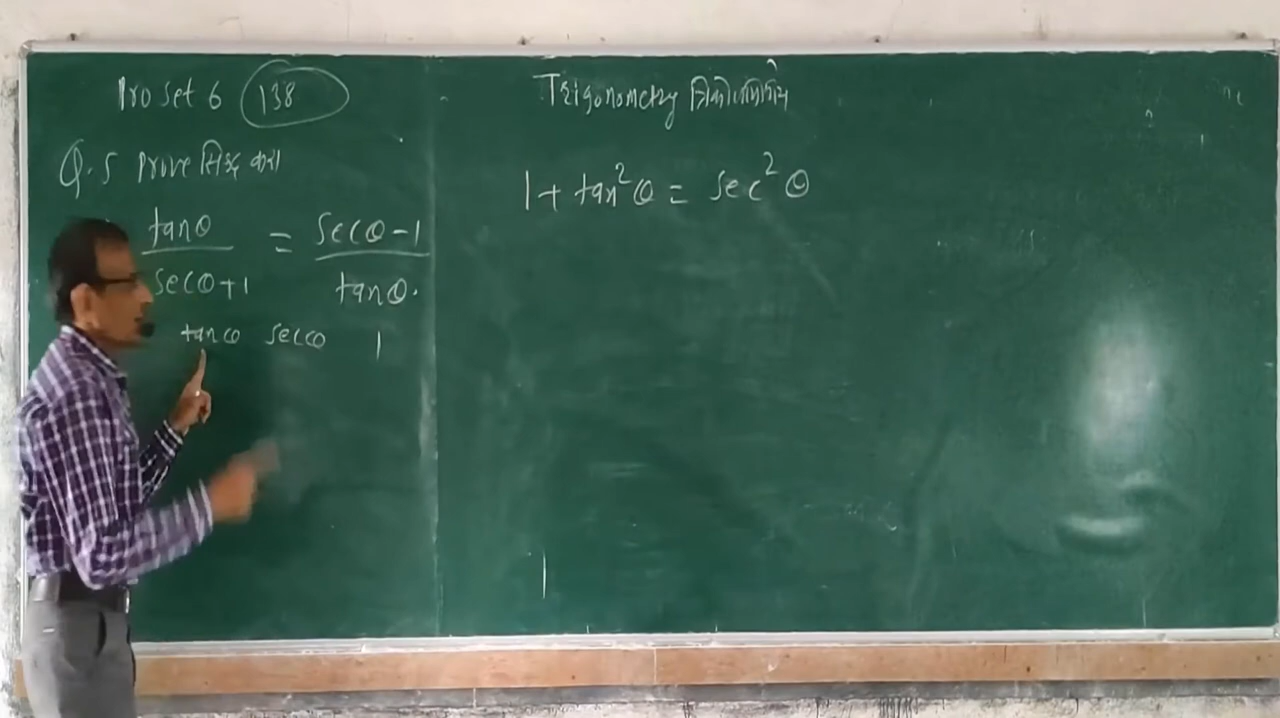 Pro Set 6 138
Q.5 Prove सिद्ध करा
tanθ = secθ-1
secθ+1 tanθ.
tanθ secθ 1
Trigonometry
1+ tan²θ = sec²θ